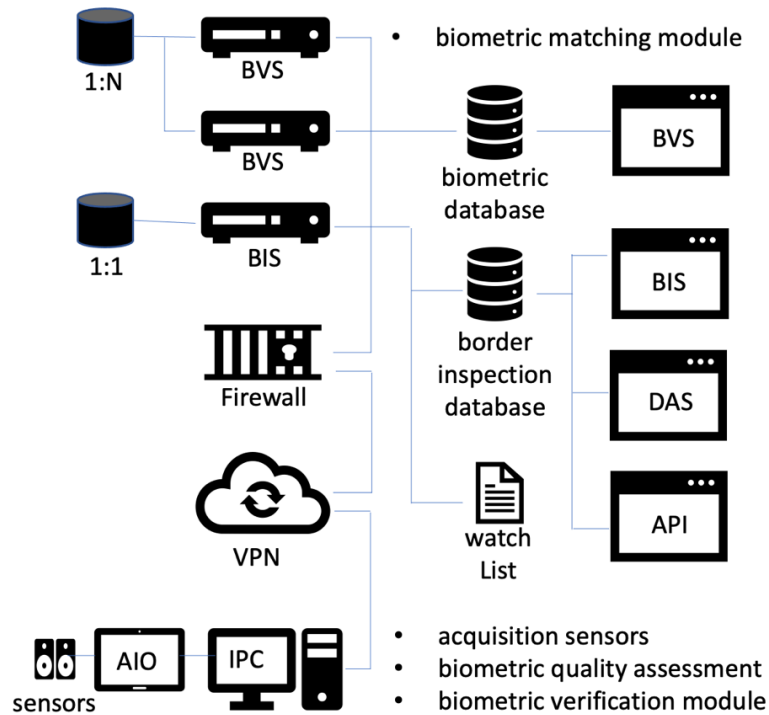 BVS
1:N
• biometric matching module
BVS
biometric
database
BVS
BIS
1:1
BIS
border
inspection
database
Firewall
DAS
VPN
watch
List
API
sensors
AIO
IPC
• acquisition sensors
• biometric quality assessment
• biometric verification module